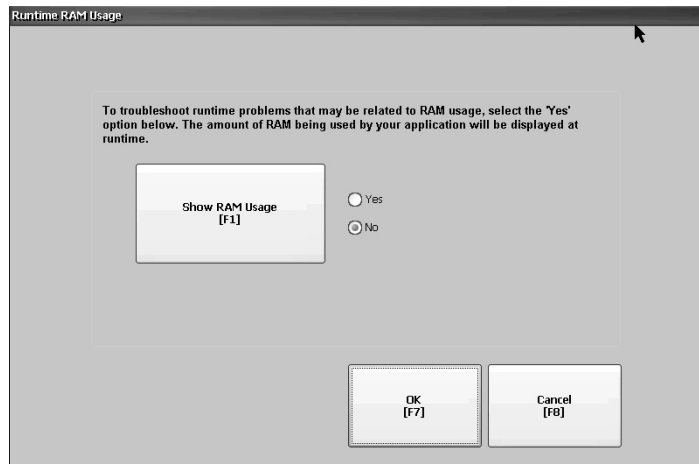 Runtime RAM Usage
To troubleshoot runtime problems that may be related to RAM usage, select the 'Yes'
option below. The amount of RAM being used by your application will be displayed at
runtime.
Show RAM Usage
[F1]
Yes
No
OK
[F7]
Cancel
[F8]